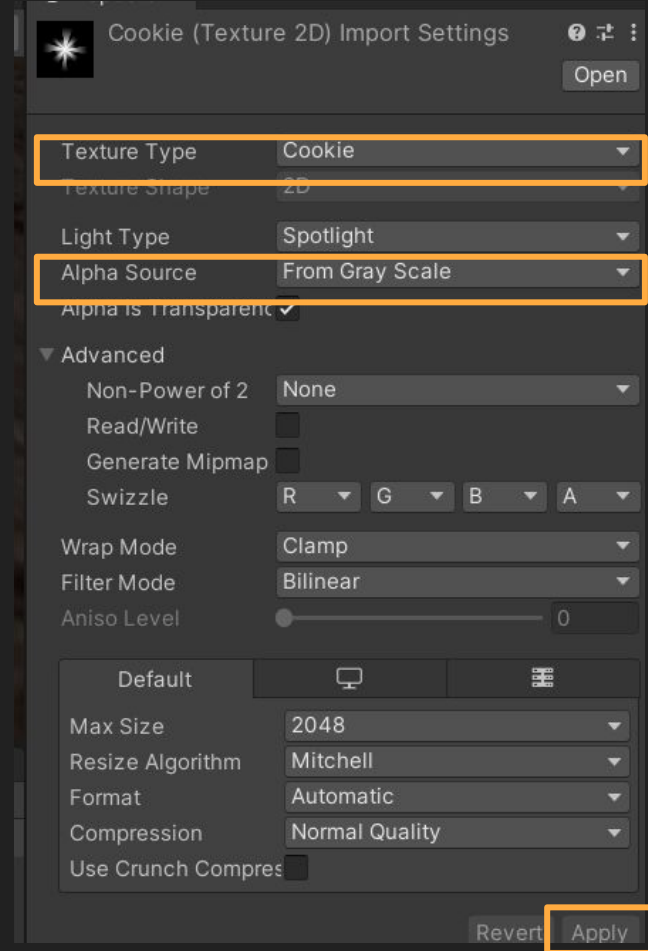 Cookie (Texture 2D) Import Settings
Open
Texture Type Cookie
Texture Shape 2D
Light Type Spotlight
Alpha Source From Gray Scale
Alpha Is Transparenc
Advanced
Non-Power of 2 None
Read/Write
Generate Mipmap
Swizzle R G B A
Wrap Mode Clamp
Filter Mode Bilinear
Aniso Level 0
Default
Max Size 2048
Resize Algorithm Mitchell
Format Automatic
Compression Normal Quality
Use Crunch Compres
Revert Apply